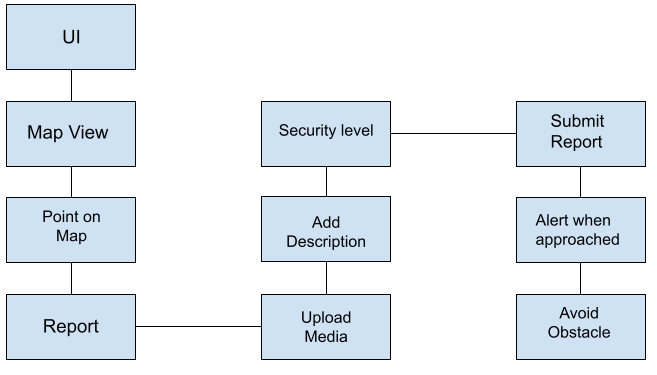 UI
Map View
Point on
Map
Report
Security level
Add
Description
Upload
Media
Submit
Report
Alert when
approached
Avoid
Obstacle